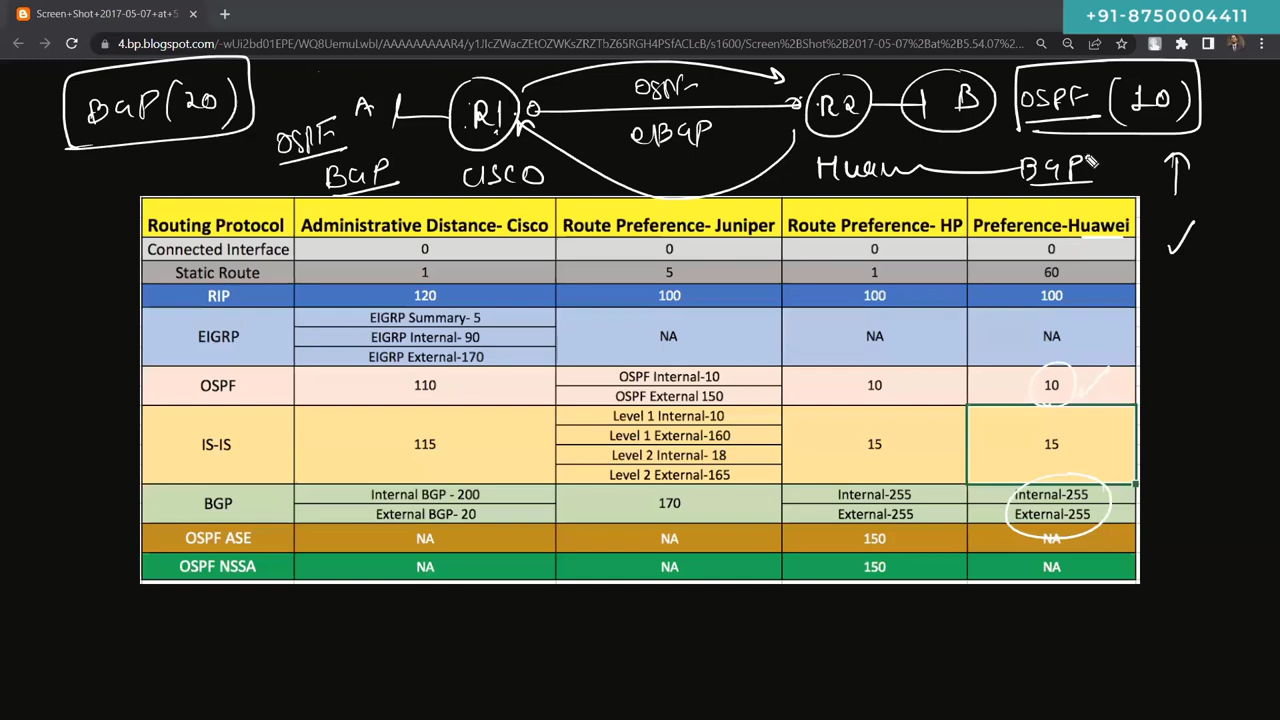 Screen+Shot+2017-05-07+at+5
+91-8750004411
4.bp.blogspot.com/-wUi2bd01EPE/WQ8UemuLwbI/AAAAAAAAAR4/y1JIcZWacZEtOZWKsZRZTbZ65RGH4PSfACLcB/s1600/Screen%2BShot%2B2017-05-07%2Bat%2B5.54.07%2...
BGP (20)
A
R1
OSPF
R2
B
OSPF (10)
OSPF
eBGP
BGP
CISCO
BGP
Routing Protocol Administrative Distance- Cisco Route Preference- Juniper Route Preference- HP Preference-Huawei
Connected Interface 0 0 0 0
Static Route 1 5 1 60
RIP 120 100 100 100
EIGRP EIGRP Summary- 5 NA NA NA
EIGRP Internal- 90
EIGRP External-170
OSPF 110 OSPF Internal-10 10 10
OSPF External 150
IS-IS 115 Level 1 Internal-10 15 15
Level 1 External-160
Level 2 Internal- 18
Level 2 External-165
BGP Internal BGP - 200 170 Internal-255 Internal-255
External BGP- 20 External-255 External-255
OSPF ASE NA NA 150 NA
OSPF NSSA NA NA 150 NA